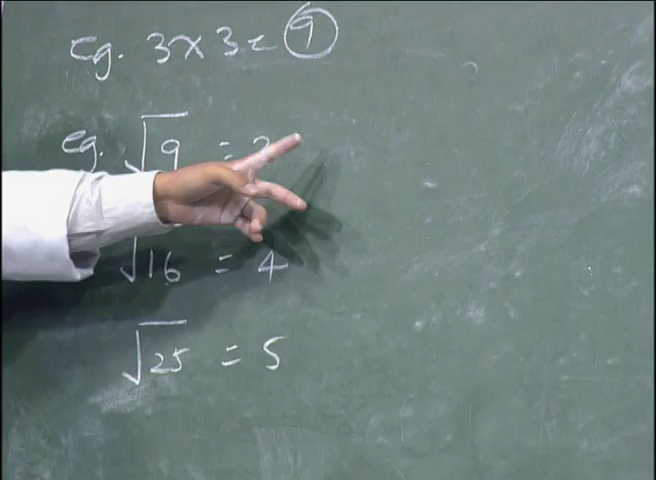 eg. 3×3= 9
eg. √9 = 3
√16 = 4
√25 = 5